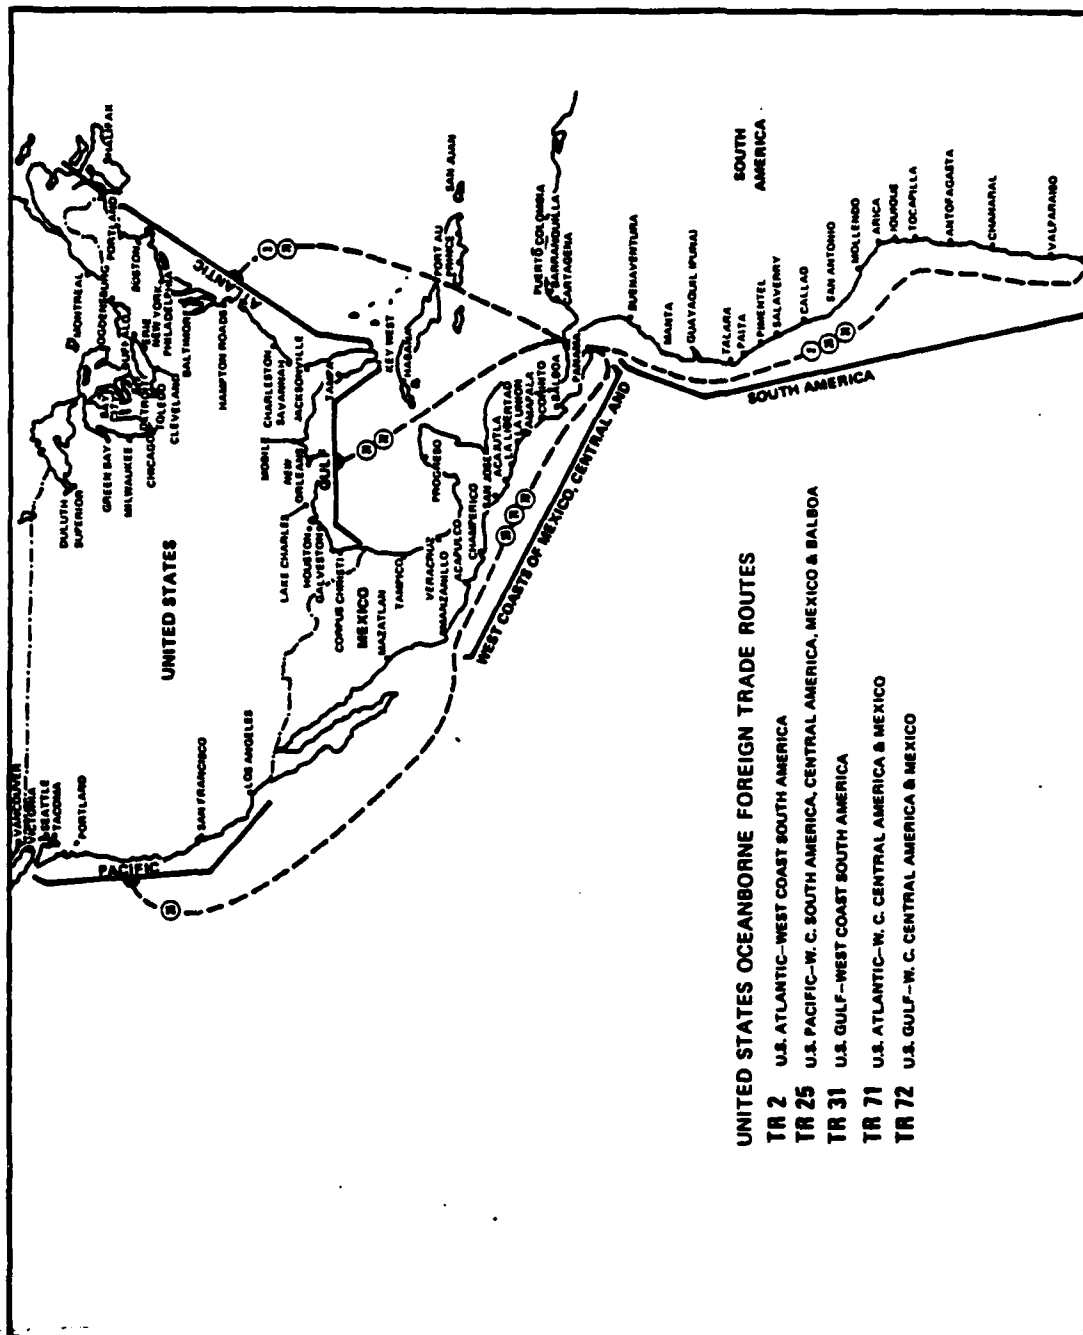 VANCOUVER
VICTORIA
SEATTLE
TACOMA
PORTLAND
PACIFIC
SAN FRANCISCO
LOS ANGELES
UNITED STATES
DULUTH
SUPERIOR
GREEN BAY
MILWAUKEE
CHICAGO
BAY
CITY
DETROIT
TOLEDO
CLEVELAND
ERIE
BUFFALO
OGDENSBURG
MONTREAL
HALIFAX
PORTLAND
BOSTON
NEW YORK
PHILADELPHIA
BALTIMORE
HAMPTON ROADS
ATLANTIC
CHARLESTON
SAVANNAH
JACKSONVILLE
TAMPA
KEY WEST
MOBILE
NEW
ORLEANS
GULF
LAKE CHARLES
HOUSTON
GALVESTON
CORPUS CHRISTI
MEXICO
MAZATLAN
TAMPICO
VERACRUZ
MANZANILLO
ACAPULCO
CHAMPERICO
PROGRESO
SAN JOSE
ACAJUTLA
LA LIBERTAD
LA UNION
AMAPALA
CORINTO
BALBOA
PANAMA
HABANA
PORT AU
PRINCE
SAN JUAN
PUERTO COLOMBIA
BARRANQUILLA
CARTAGENA
BUENAVENTURA
MANTA
GUAYAQUIL (PUNA)
TALARA
PAITA
PIMENTEL
SALAVERRY
CALLAO
SAN ANTONIO
MOLLENDO
ARICA
IQUIQUE
TOCAPILLA
ANTOFAGASTA
CHANARAL
VALPARAISO
SOUTH
AMERICA
WEST COASTS OF MEXICO, CENTRAL AND
SOUTH AMERICA
UNITED STATES OCEANBORNE FOREIGN TRADE ROUTES
TR 2 U.S. ATLANTIC–WEST COAST SOUTH AMERICA
TR 25 U.S. PACIFIC–W. C. SOUTH AMERICA, CENTRAL AMERICA, MEXICO & BALBOA
TR 31 U.S. GULF–WEST COAST SOUTH AMERICA
TR 71 U.S. ATLANTIC–W. C. CENTRAL AMERICA & MEXICO
TR 72 U.S. GULF–W. C. CENTRAL AMERICA & MEXICO